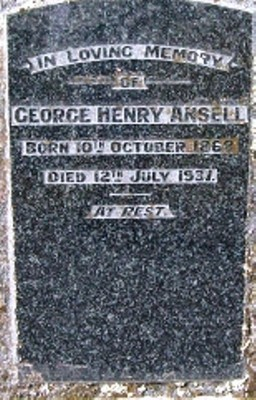 IN LOVING MEMORY
OF
GEORGE HENRY ANSELL
BORN 10TH OCTOBER
DIED 12TH JULY 1937.
AT REST